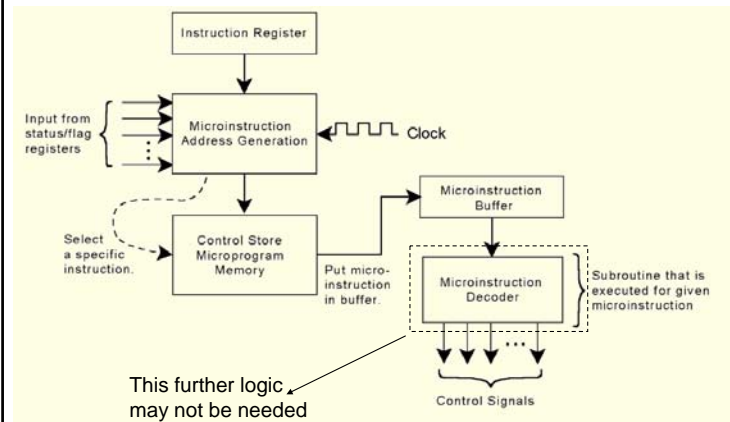 Instruction Register
Input from
status/flag
registers
Microinstruction
Address Generation
Clock
Select
a specific
instruction.
Control Store
Microprogram
Memory
Put micro-
instruction
in buffer.
Microinstruction
Buffer
Microinstruction
Decoder
Subroutine that is
executed for given
microinstruction
Control Signals
This further logic
may not be needed